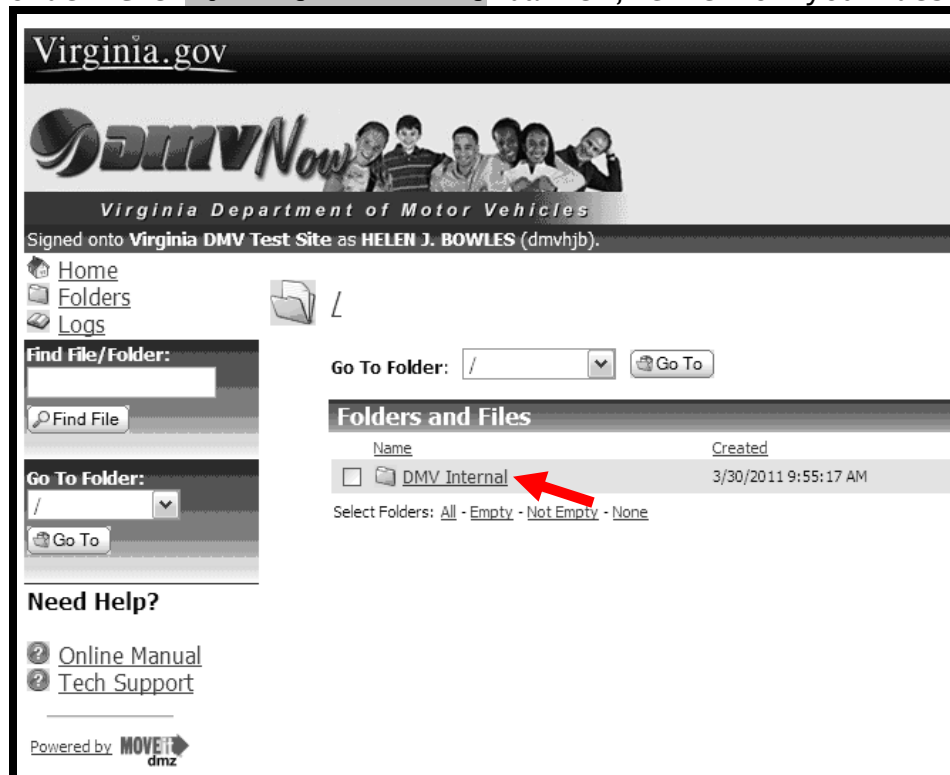 Virginia.gov
DMV Now
Virginia Department of Motor Vehicles
Signed onto Virginia DMV Test Site as HELEN J. BOWLES (dmvhjb).
Home
Folders
Logs
Find File/Folder:
Find File
Go To Folder:
/
Go To
Need Help?
Online Manual
Tech Support
Powered by MOVEit dmz
/
Go To Folder: / Go To
Folders and Files
Name Created
DMV Internal 3/30/2011 9:55:17 AM
Select Folders: All - Empty - Not Empty - None